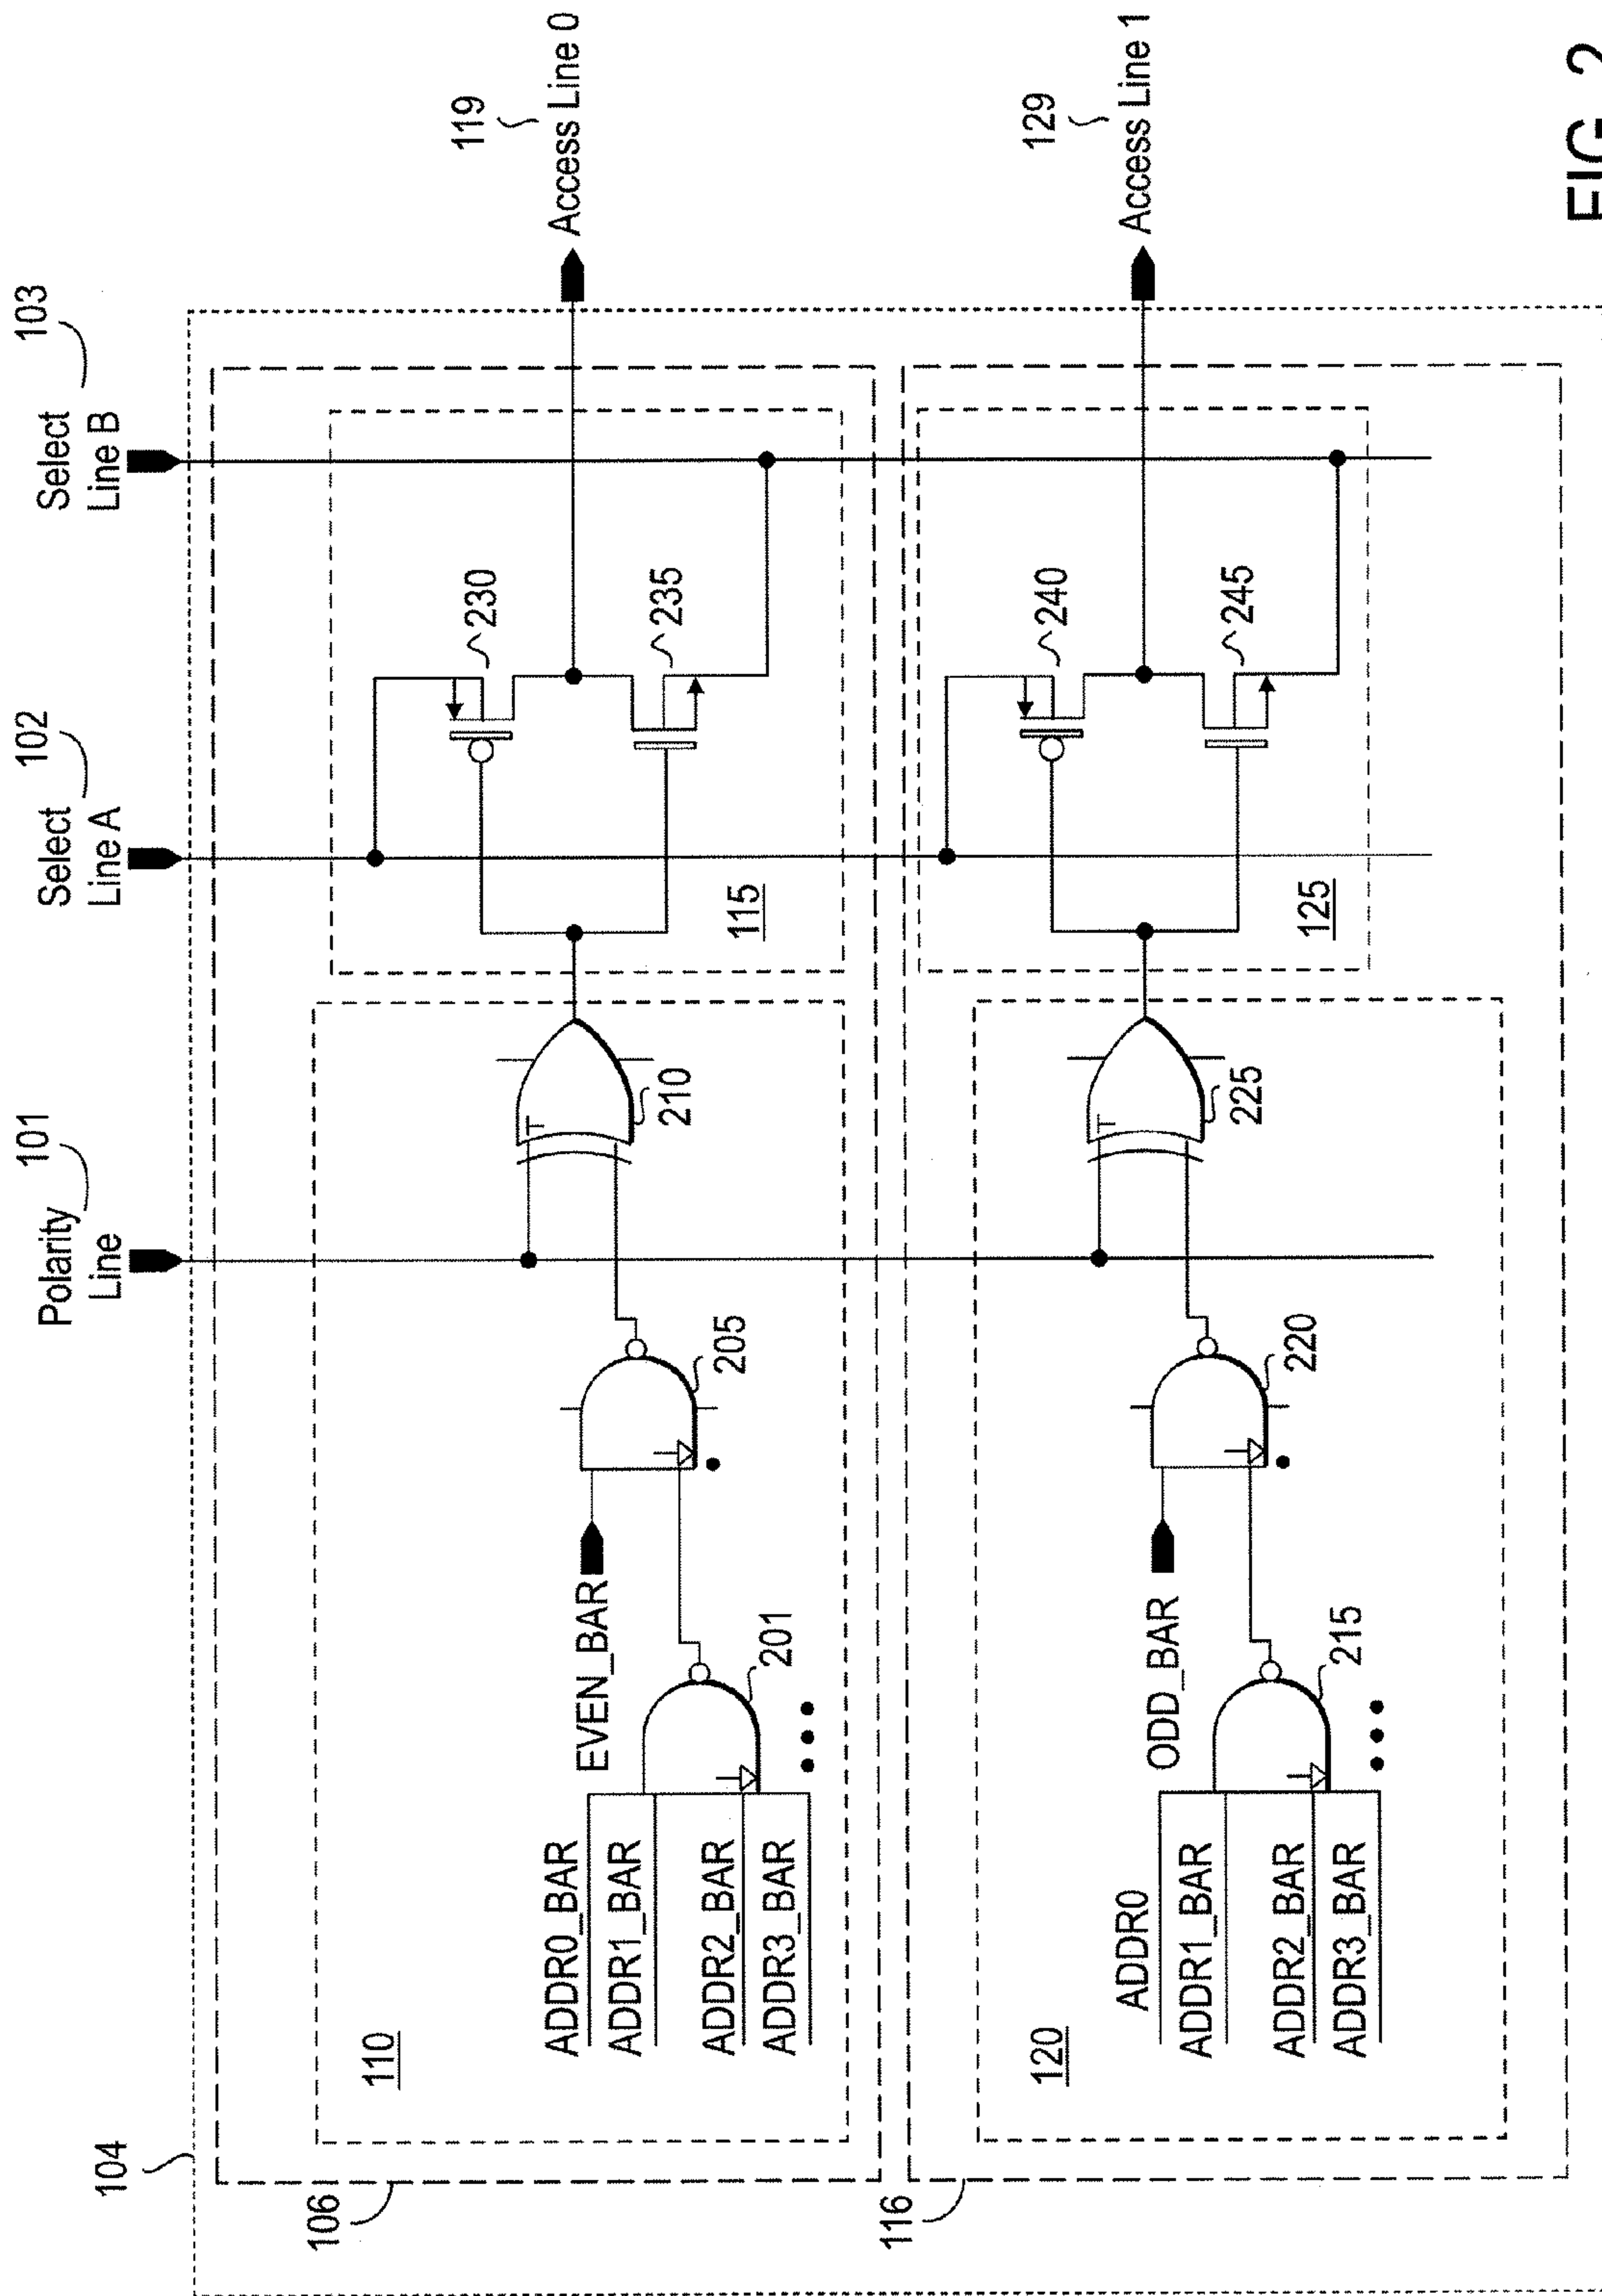 Polarity
Line
101
Select
Line A
102
Select
Line B
103
104
106
110
ADDR0_BAR
ADDR1_BAR
ADDR2_BAR
ADDR3_BAR
201
EVEN_BAR
205
T
210
115
230
235
119
Access Line 0
116
120
ADDR0
ADDR1_BAR
ADDR2_BAR
ADDR3_BAR
215
ODD_BAR
220
T
225
125
240
245
129
Access Line 1
FIG. 2